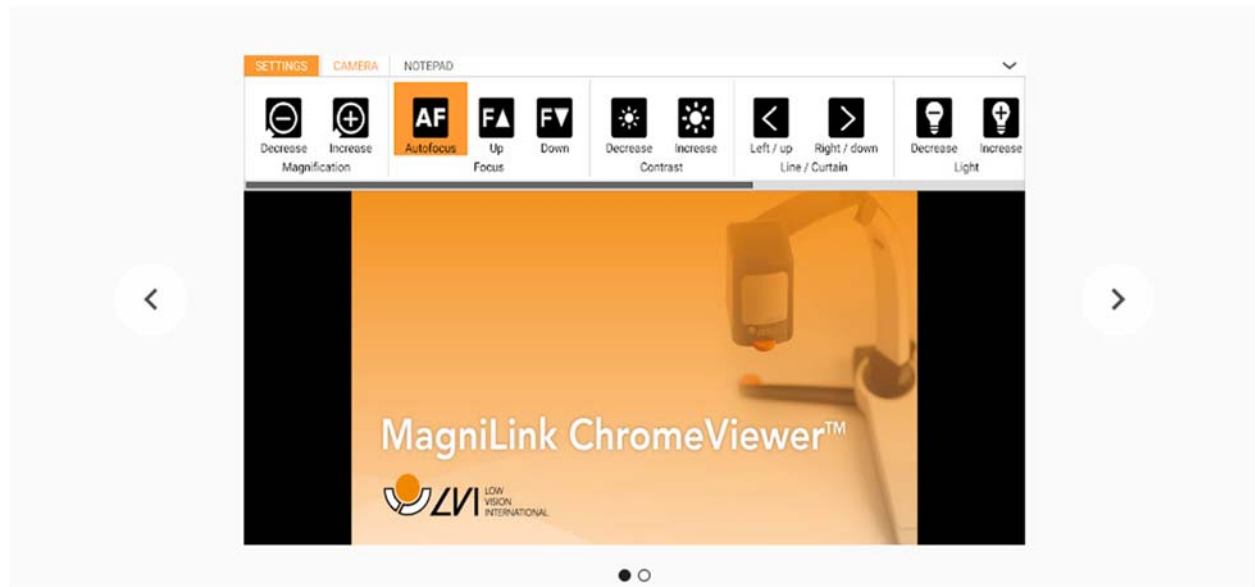 SETTINGS CAMERA NOTEPAD
AF F F
Decrease Increase Autofocus Up Down Decrease Increase Left / up Right / down Decrease Increase
Magnification Focus Contrast Line / Curtain Light
MagniLink ChromeViewer™
LVI LOW
VISION
INTERNATIONAL